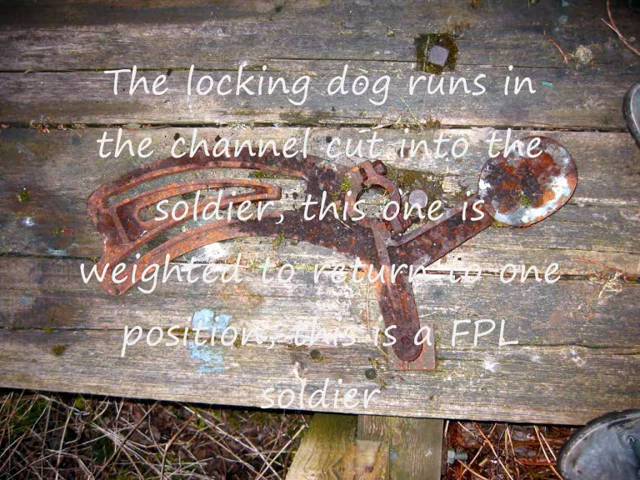 The locking dog runs in
the channel cut into the
soldier, this one is
weighted to return to one
position, this is a FPL
soldier